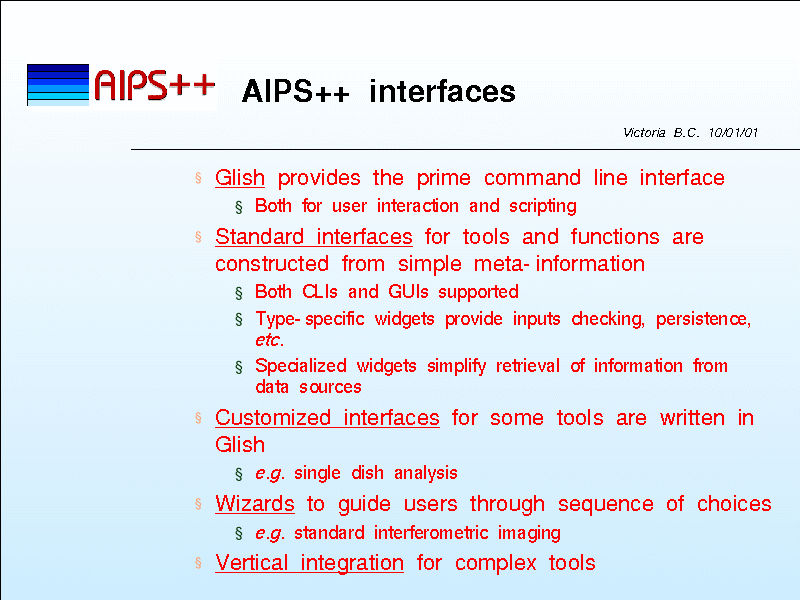 AIPS++
AIPS++ interfaces
Victoria B.C. 10/01/01
§ Glish provides the prime command line interface
§ Both for user interaction and scripting
§ Standard interfaces for tools and functions are
constructed from simple meta- information
§ Both CLIs and GUIs supported
§ Type- specific widgets provide inputs checking, persistence,
etc.
§ Specialized widgets simplify retrieval of information from
data sources
§ Customized interfaces for some tools are written in
Glish
§ e.g. single dish analysis
§ Wizards to guide users through sequence of choices
§ e.g. standard interferometric imaging
§ Vertical integration for complex tools